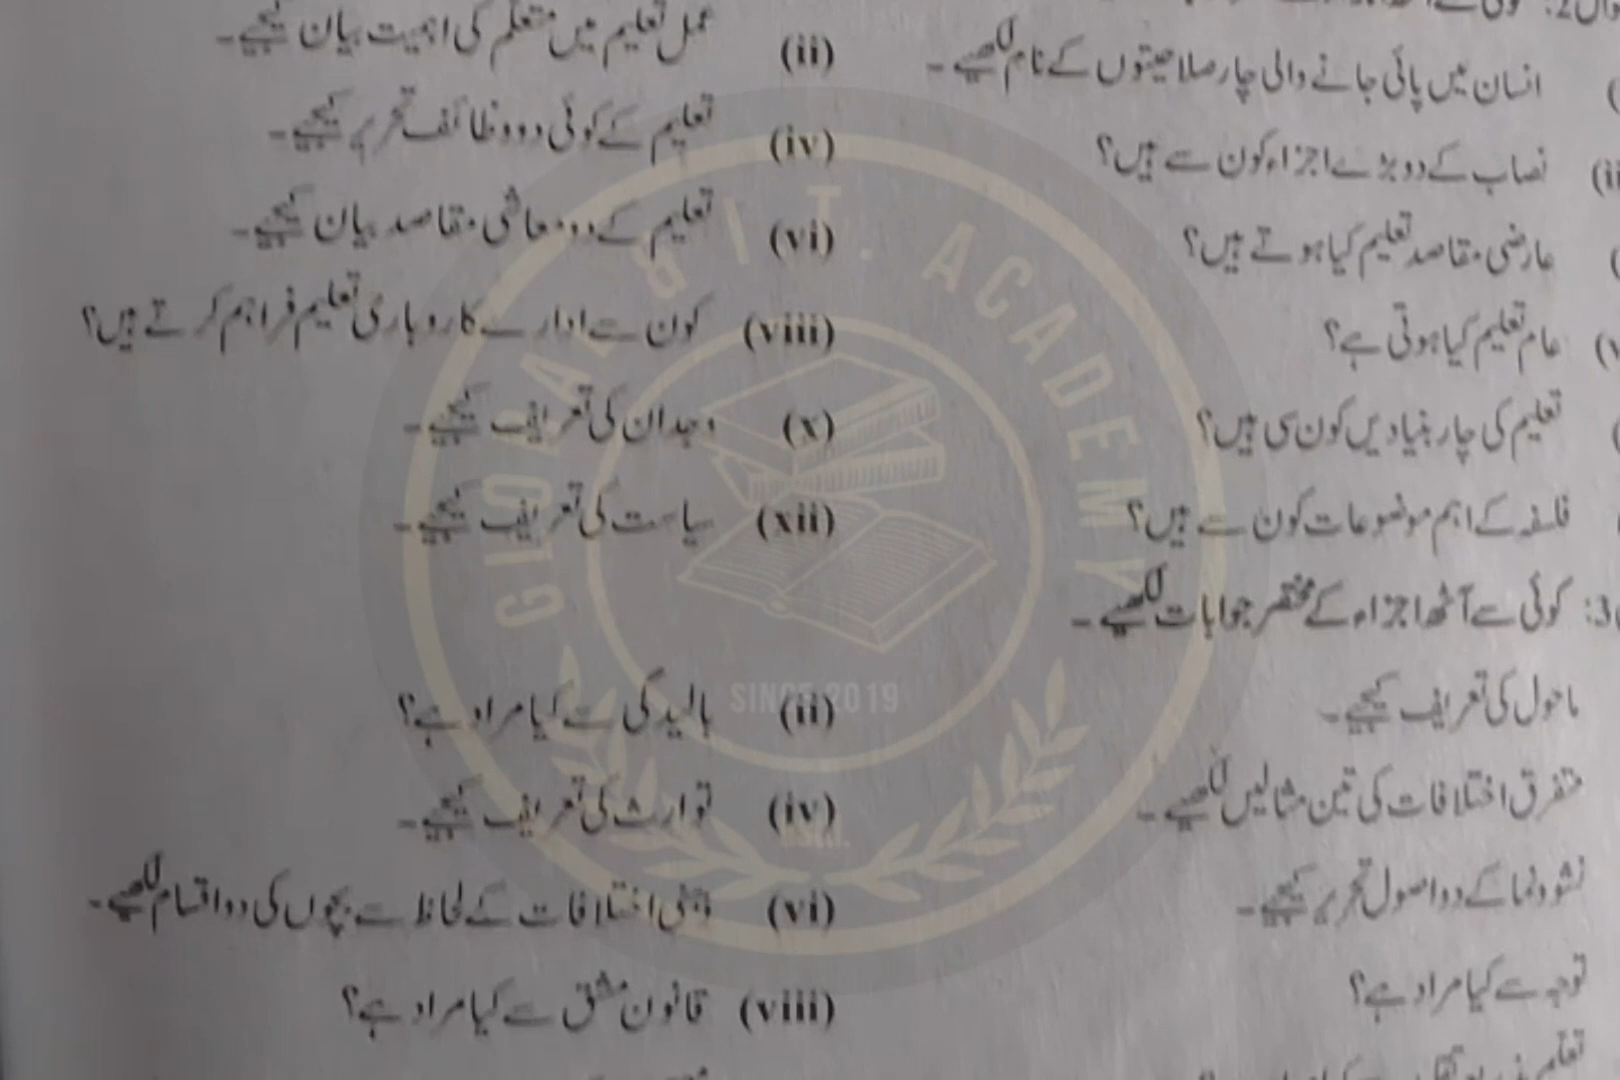 عملِ تعلیم میں متعلم کی اہمیت بیان کیجیے۔ (ii)
انسان میں پائی جانے والی چار صلاحیتوں کے نام لکھیے۔
نصاب کے دو بڑے اجزاء کون سے ہیں؟ (iv) تعلیم کے کوئی دو وظائف تحریر کیجیے۔
عارضی مقاصد تعلیم کیا ہوتے ہیں؟ (vi) تعلیم کے دو معاشی مقاصد بیان کیجیے۔
عام تعلیم کیا ہوتی ہے؟ (viii) کون سے ادارے کاروباری تعلیم فراہم کرتے ہیں؟
تعلیم کی چار بنیادیں کون سی ہیں؟ (x) وجدان کی تعریف کیجیے۔
فلسفہ کے اہم موضوعات کون سے ہیں؟ (xii) سیاست کی تعریف کیجیے۔
3: کوئی سے آٹھ اجزاء کے مختصر جوابات لکھیے۔
ماحول کی تعریف کیجیے۔ (ii) بالیدگی سے کیا مراد ہے؟
متفرق اختلافات کی تین مثالیں لکھیے۔ (iv) توارث کی تعریف کیجیے۔
نشوونما کے دو اصول تحریر کیجیے۔ (vi) ذہنی اختلافات کے لحاظ سے بچوں کی دو اقسام لکھیے۔
توجہ سے کیا مراد ہے؟ (viii) قانون مشق سے کیا مراد ہے؟
GLOBAL & I.T. ACADEMY
SINCE 2019